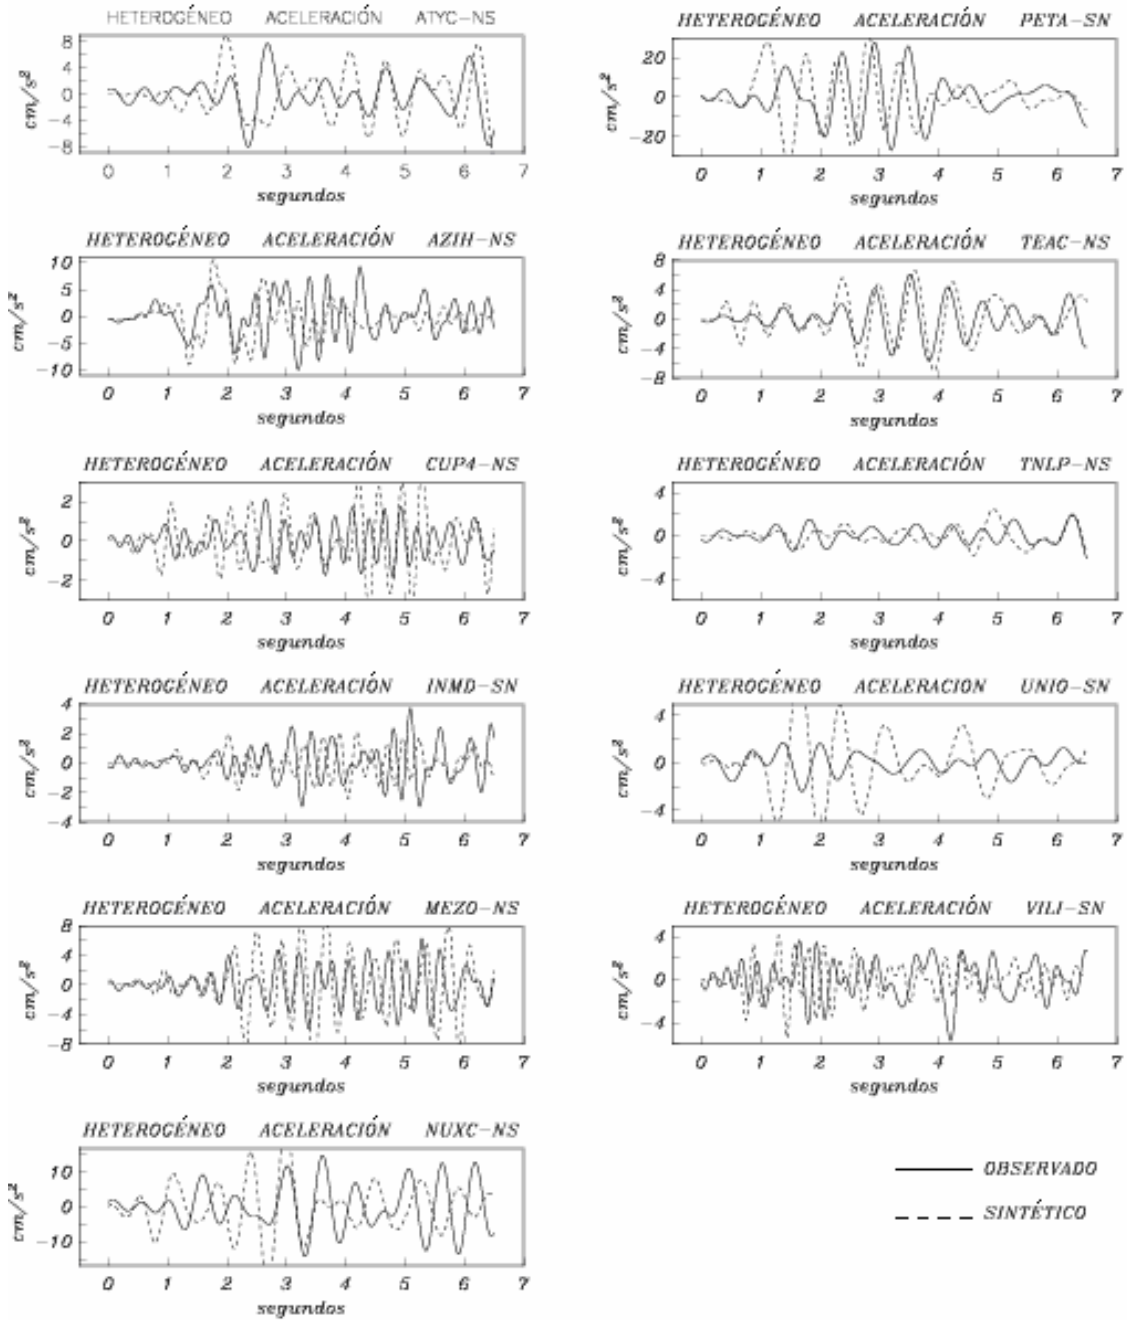 HETEROGÉNEO ACELERACIÓN ATYC-NS
8
4
0
-4
-8
cm/s²
0 1 2 3 4 5 6 7
segundos
HETEROGÉNEO ACELERACIÓN PETA-SN
20
0
-20
cm/s²
0 1 2 3 4 5 6 7
segundos
HETEROGÉNEO ACELERACIÓN AZIH-NS
10
5
0
-5
-10
cm/s²
0 1 2 3 4 5 6 7
segundos
HETEROGÉNEO ACELERACIÓN TEAC-NS
8
4
0
-4
-8
cm/s²
0 1 2 3 4 5 6 7
segundos
HETEROGÉNEO ACELERACIÓN CUP4-NS
2
0
-2
cm/s²
0 1 2 3 4 5 6 7
segundos
HETEROGÉNEO ACELERACIÓN TNLP-NS
4
0
-4
cm/s²
0 1 2 3 4 5 6 7
segundos
HETEROGÉNEO ACELERACIÓN INMD-SN
4
2
0
-2
-4
cm/s²
0 1 2 3 4 5 6 7
segundos
HETEROGÉNEO ACELERACION UNIO-SN
4
0
-4
cm/s²
0 1 2 3 4 5 6 7
segundos
HETEROGÉNEO ACELERACIÓN MEZO-NS
8
4
0
-4
-8
cm/s²
0 1 2 3 4 5 6 7
segundos
HETEROGÉNEO ACELERACIÓN VILI-SN
4
0
-4
cm/s²
0 1 2 3 4 5 6 7
segundos
HETEROGÉNEO ACELERACIÓN NUXC-NS
10
0
-10
cm/s²
0 1 2 3 4 5 6 7
segundos
OBSERVADO
SINTÉTICO